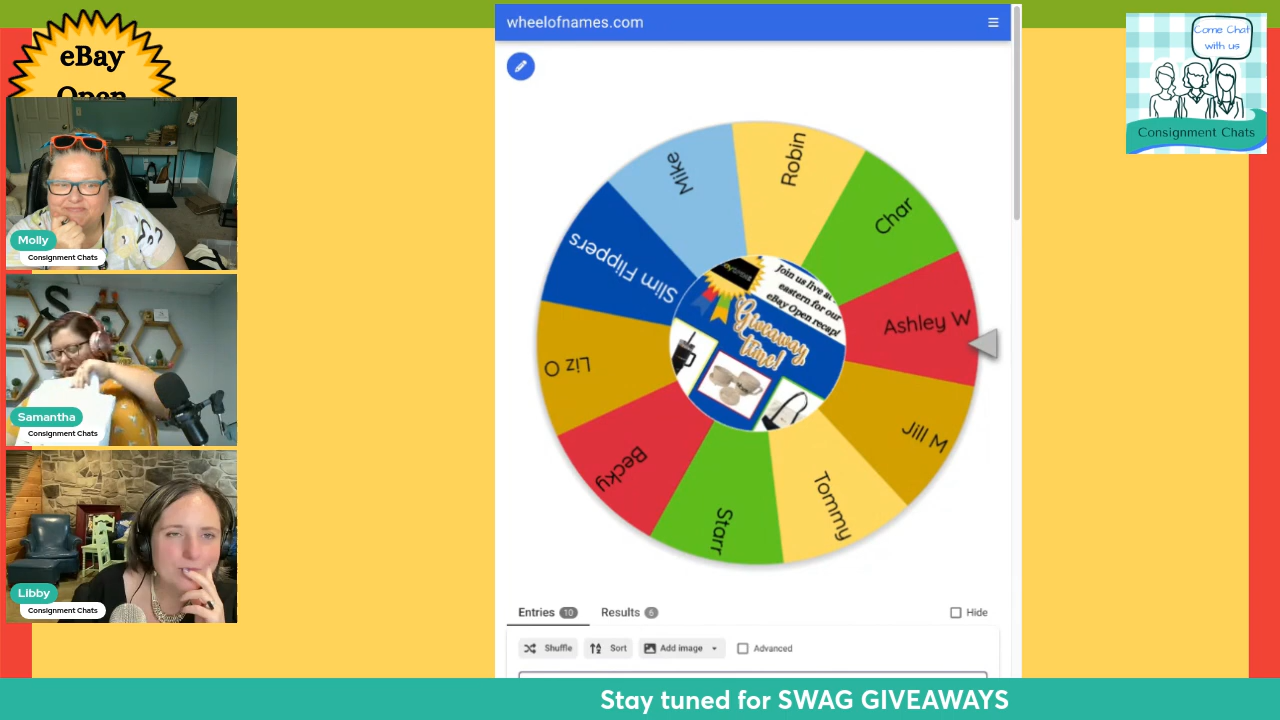 eBay
Open
wheelofnames.com
Come Chat
with us
Consignment Chats
Molly
Consignment Chats
Samantha
Consignment Chats
Libby
Consignment Chats
Robin
Char
Ashley W
Jill M
Tommy
Starr
Becky
Liz O
Slim Flippers
Mike
Join us live at
eastern for our
eBay Open recap!
Giveaway
time!
Entries 10
Results 6
Hide
Shuffle
Sort
Add image
Advanced
Stay tuned for SWAG GIVEAWAYS